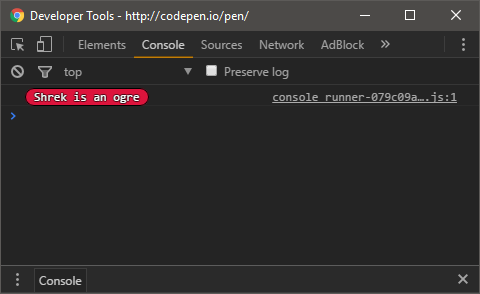 Developer Tools - http://codepen.io/pen/
Elements Console Sources Network AdBlock
top Preserve log
Shrek is an ogre console_runner-079c09a….js:1
Console